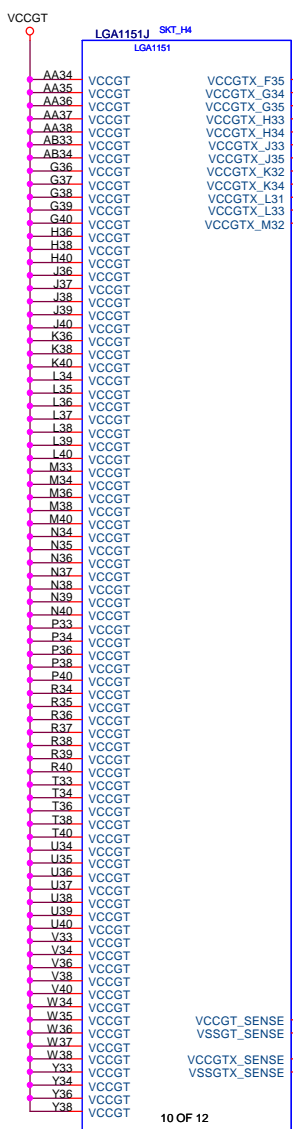 VCCGT
LGA1151J SKT_H4
LGA1151
AA34 VCCGT VCCGTX_F35
AA35 VCCGT VCCGTX_G34
AA36 VCCGT VCCGTX_G35
AA37 VCCGT VCCGTX_H33
AA38 VCCGT VCCGTX_H34
AB33 VCCGT VCCGTX_J33
AB34 VCCGT VCCGTX_J35
G36 VCCGT VCCGTX_K32
G37 VCCGT VCCGTX_K34
G38 VCCGT VCCGTX_L31
G39 VCCGT VCCGTX_L33
G40 VCCGT VCCGTX_M32
H36 VCCGT
H38 VCCGT
H40 VCCGT
J36 VCCGT
J37 VCCGT
J38 VCCGT
J39 VCCGT
J40 VCCGT
K36 VCCGT
K38 VCCGT
K40 VCCGT
L34 VCCGT
L35 VCCGT
L36 VCCGT
L37 VCCGT
L38 VCCGT
L39 VCCGT
L40 VCCGT
M33 VCCGT
M34 VCCGT
M36 VCCGT
M38 VCCGT
M40 VCCGT
N34 VCCGT
N35 VCCGT
N36 VCCGT
N37 VCCGT
N38 VCCGT
N39 VCCGT
N40 VCCGT
P33 VCCGT
P34 VCCGT
P36 VCCGT
P38 VCCGT
P40 VCCGT
R34 VCCGT
R35 VCCGT
R36 VCCGT
R37 VCCGT
R38 VCCGT
R39 VCCGT
R40 VCCGT
T33 VCCGT
T34 VCCGT
T36 VCCGT
T38 VCCGT
T40 VCCGT
U34 VCCGT
U35 VCCGT
U36 VCCGT
U37 VCCGT
U38 VCCGT
U39 VCCGT
U40 VCCGT
V33 VCCGT
V34 VCCGT
V36 VCCGT
V38 VCCGT
V40 VCCGT
W34 VCCGT
W35 VCCGT VCCGT_SENSE
W36 VCCGT VSSGT_SENSE
W37 VCCGT
W38 VCCGT VCCGTX_SENSE
Y33 VCCGT VSSGTX_SENSE
Y34 VCCGT
Y36 VCCGT
Y38 VCCGT
10 OF 12